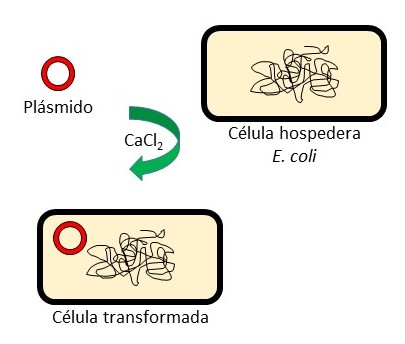 Plásmido
CaCl₂
Célula hospedera
E. coli
Célula transformada